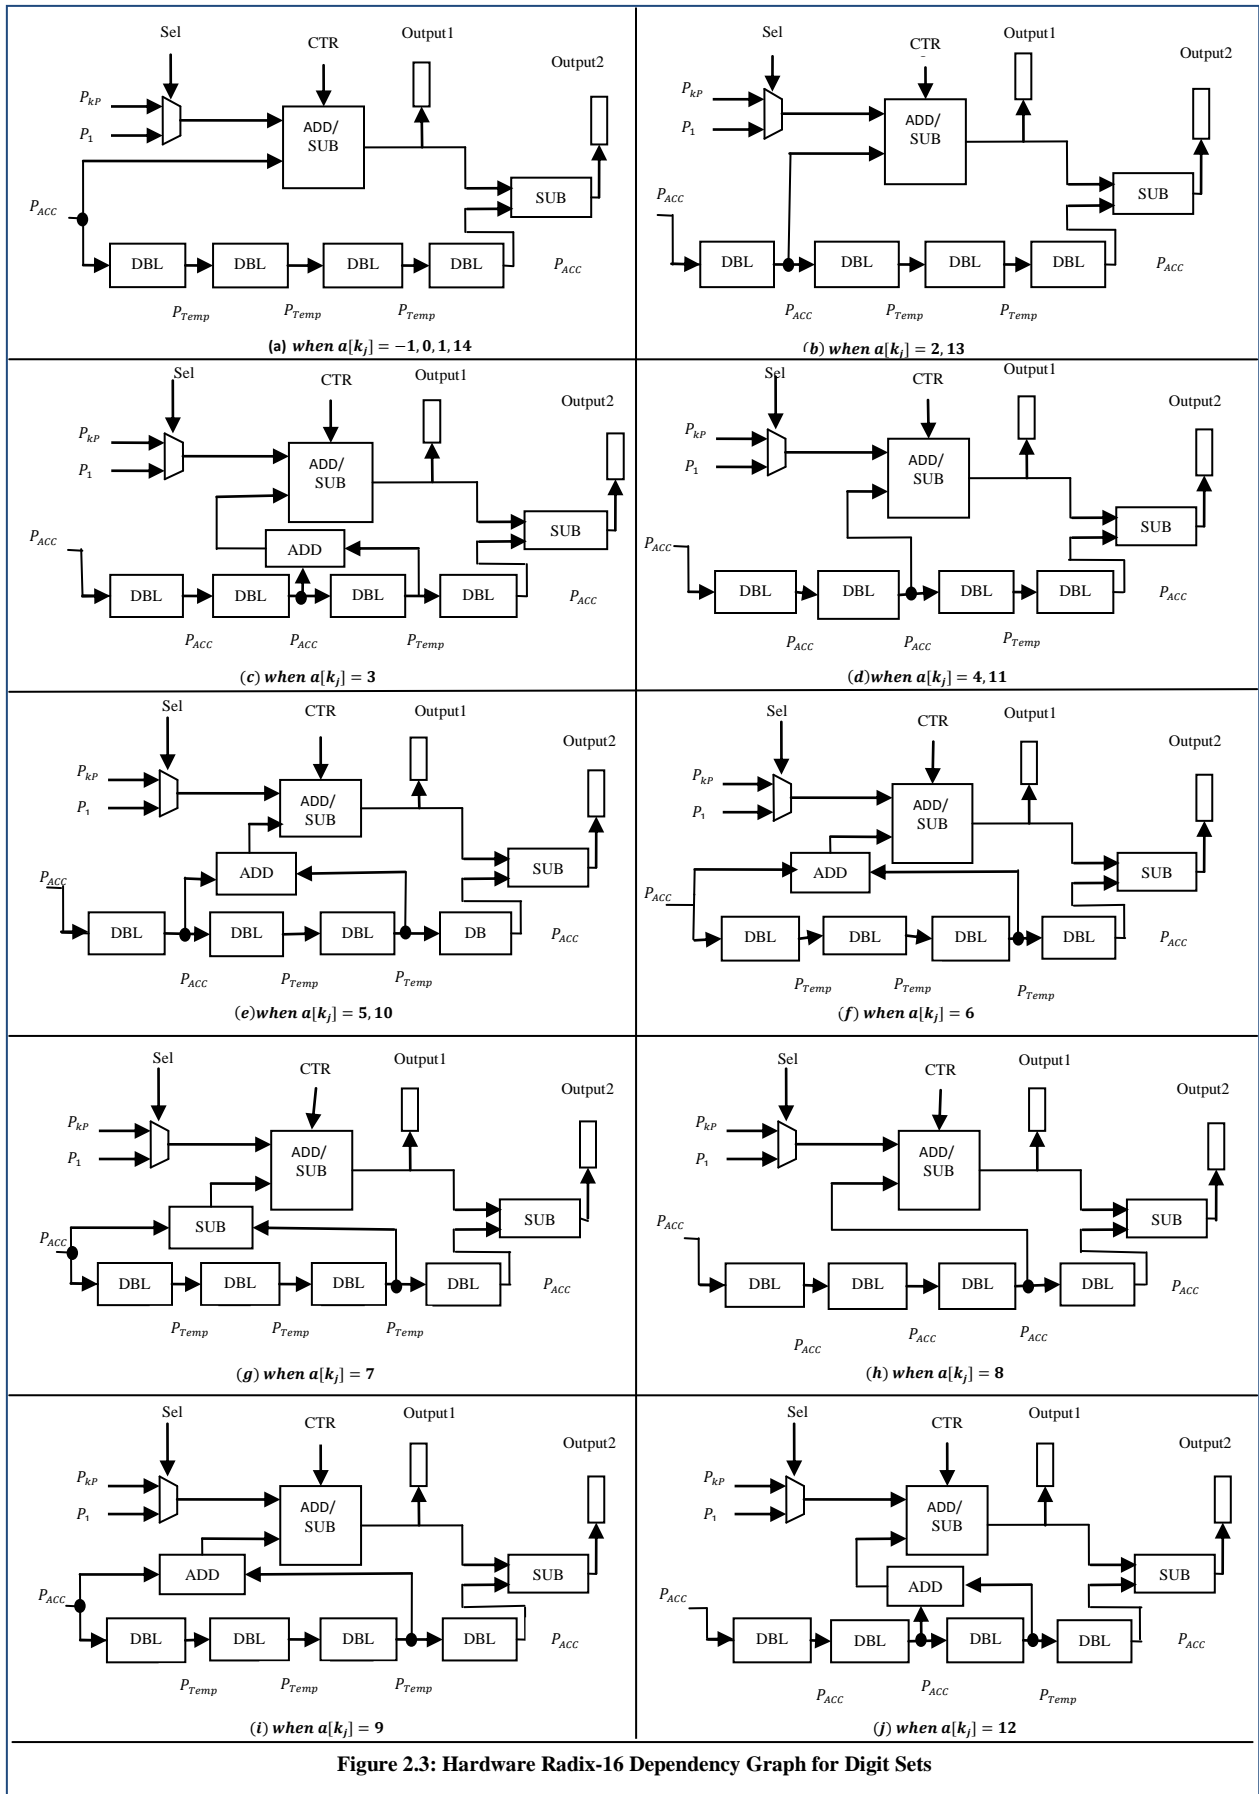 Sel
CTR
Output1
Output2
P_kP
P_1
ADD/
SUB
SUB
P_ACC
DBL DBL DBL DBL
P_ACC
P_Temp P_Temp P_Temp
(a) when a[k_j] = −1, 0, 1, 14
Sel
CTR
Output1
Output2
P_kP
P_1
ADD/
SUB
SUB
P_ACC
DBL DBL DBL DBL
P_ACC
P_ACC P_Temp P_Temp
(b) when a[k_j] = 2, 13
Sel
CTR
Output1
Output2
P_kP
P_1
ADD/
SUB
SUB
P_ACC
ADD
DBL DBL DBL DBL
P_ACC
P_ACC P_ACC P_Temp
(c) when a[k_j] = 3
Sel
CTR
Output1
Output2
P_kP
P_1
ADD/
SUB
SUB
P_ACC
DBL DBL DBL DBL
P_ACC
P_ACC P_ACC P_Temp
(d)when a[k_j] = 4, 11
Sel
CTR
Output1
Output2
P_kP
P_1
ADD/
SUB
SUB
ADD
P_ACC
DBL DBL DBL DB
P_ACC
P_ACC P_Temp P_Temp
(e)when a[k_j] = 5, 10
Sel
CTR
Output1
Output2
P_kP
P_1
ADD/
SUB
SUB
ADD
P_ACC
DBL DBL DBL DBL
P_ACC
P_Temp P_Temp P_Temp
(f) when a[k_j] = 6
Sel
CTR
Output1
Output2
P_kP
P_1
ADD/
SUB
SUB
SUB
P_ACC
DBL DBL DBL DBL
P_ACC
P_Temp P_Temp P_Temp
(g) when a[k_j] = 7
Sel
CTR
Output1
Output2
P_kP
P_1
ADD/
SUB
SUB
P_ACC
DBL DBL DBL DBL
P_ACC
P_ACC P_ACC P_ACC
(h) when a[k_j] = 8
Sel
CTR
Output1
Output2
P_kP
P_1
ADD/
SUB
SUB
ADD
P_ACC
DBL DBL DBL DBL
P_ACC
P_Temp P_Temp P_Temp
(i) when a[k_j] = 9
Sel
CTR
Output1
Output2
P_kP
P_1
ADD/
SUB
SUB
ADD
P_ACC
DBL DBL DBL DBL
P_ACC
P_ACC P_ACC P_Temp
(j) when a[k_j] = 12
Figure 2.3: Hardware Radix-16 Dependency Graph for Digit Sets